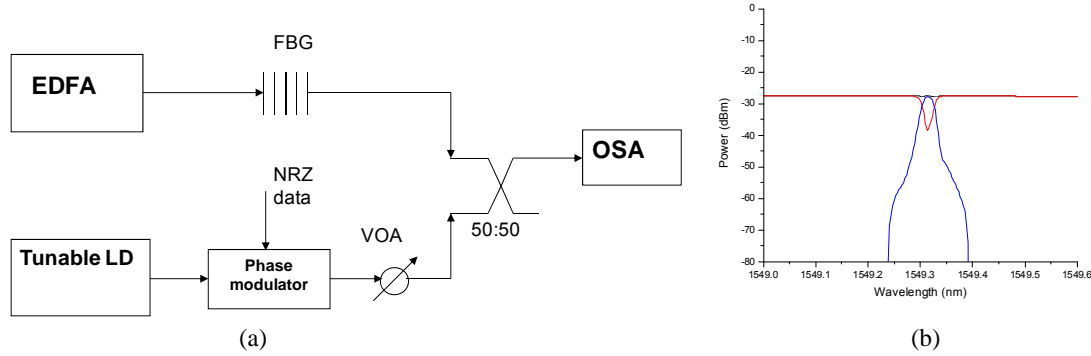 FBG
EDFA
OSA
NRZ
data
VOA
50:50
Tunable LD
Phase
modulator
(a)
0
-10
-20
-30
-40
-50
-60
-70
-80
Power (dBm)
1549.0 1549.1 1549.2 1549.3 1549.4 1549.5 1549.6
Wavelength (nm)
(b)